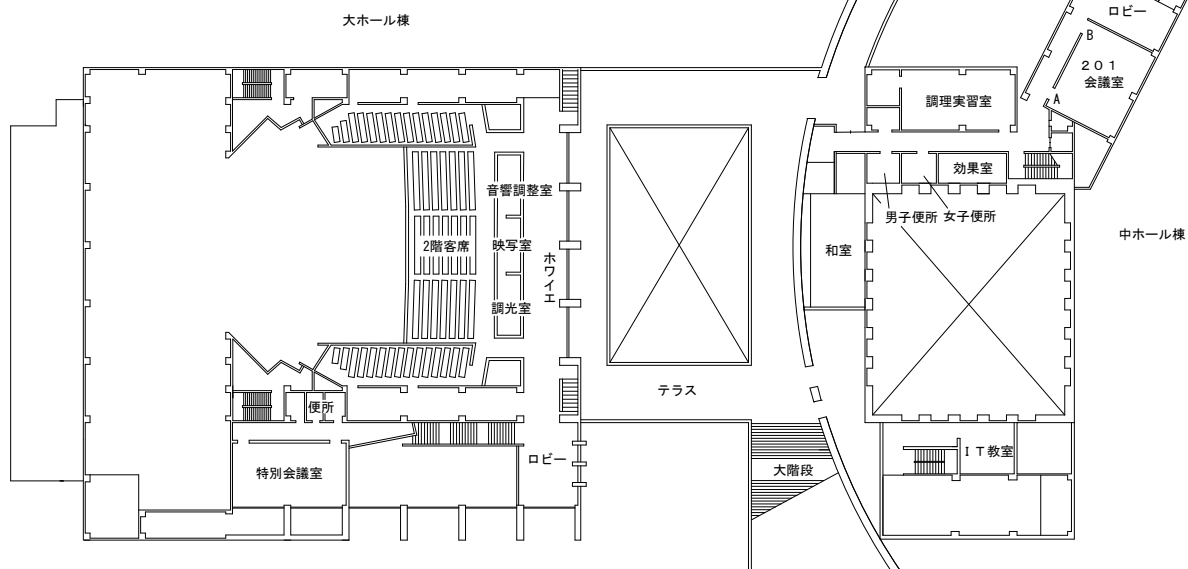 大ホール棟
ロビー
B
201
会議室
A
調理実習室
効果室
男子便所
女子便所
中ホール棟
和室
音響調整室
2階客席
映写室
ホワイエ
調光室
テラス
便所
ロビー
特別会議室
大階段
IT教室